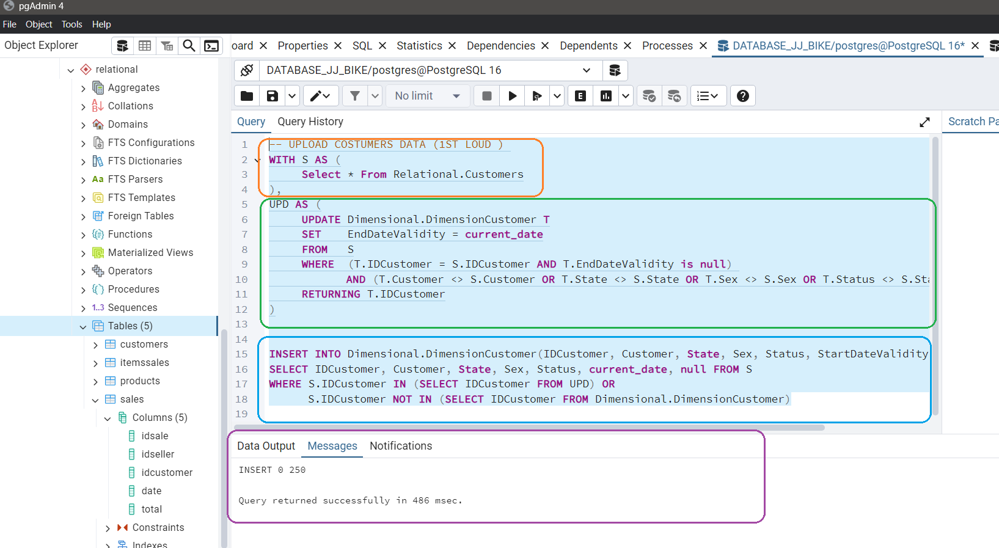 pgAdmin 4
File Object Tools Help
Object Explorer
oard Properties SQL Statistics Dependencies Dependents Processes DATABASE_JJ_BIKE/postgres@PostgreSQL 16*
DATABASE_JJ_BIKE/postgres@PostgreSQL 16
No limit
E
?
Query Query History
Scratch Pa
relational
Aggregates
Collations
Domains
FTS Configurations
FTS Dictionaries
Aa FTS Parsers
FTS Templates
Foreign Tables
Functions
Materialized Views
Operators
Procedures
1..3 Sequences
Tables (5)
customers
itemssales
products
sales
Columns (5)
idsale
idseller
idcustomer
date
total
Constraints
Indexes
1 -- UPLOAD COSTUMERS DATA (1ST LOUD )
2 WITH S AS (
3 Select * From Relational.Customers
4 ),
5 UPD AS (
6 UPDATE Dimensional.DimensionCustomer T
7 SET EndDateValidity = current_date
8 FROM S
9 WHERE (T.IDCustomer = S.IDCustomer AND T.EndDateValidity is null)
10 AND (T.Customer <> S.Customer OR T.State <> S.State OR T.Sex <> S.Sex OR T.Status <> S.Sta
11 RETURNING T.IDCustomer
12 )
13
14
15 INSERT INTO Dimensional.DimensionCustomer(IDCustomer, Customer, State, Sex, Status, StartDateValidity
16 SELECT IDCustomer, Customer, State, Sex, Status, current_date, null FROM S
17 WHERE S.IDCustomer IN (SELECT IDCustomer FROM UPD) OR
18 S.IDCustomer NOT IN (SELECT IDCustomer FROM Dimensional.DimensionCustomer)
19
Data Output Messages Notifications
INSERT 0 250
Query returned successfully in 486 msec.